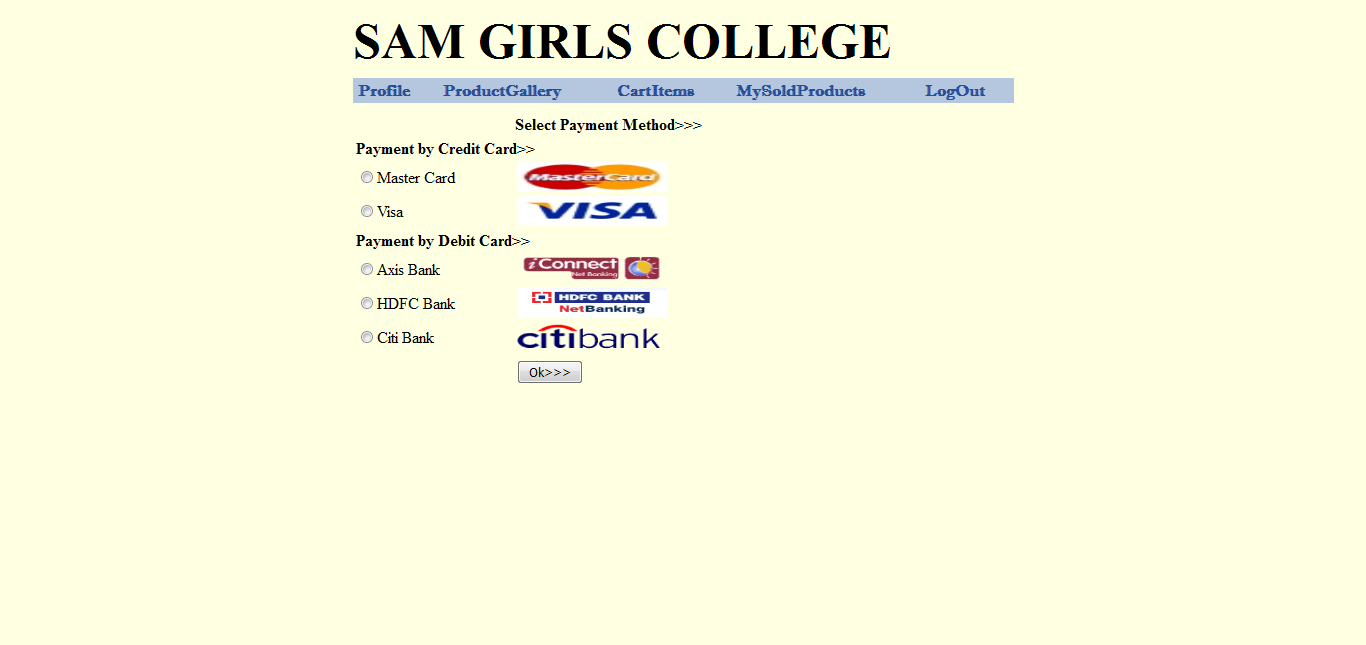 SAM GIRLS COLLEGE
Profile ProductGallery CartItems MySoldProducts LogOut
Select Payment Method>>>
Payment by Credit Card>>
Master Card MasterCard
Visa VISA
Payment by Debit Card>>
Axis Bank iConnect
Net Banking
HDFC Bank HDFC BANK
NetBanking
Citi Bank citibank
Ok>>>